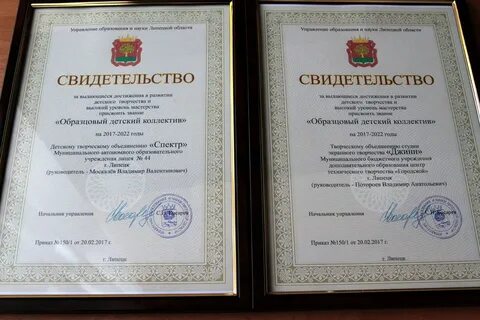 Управление образования и науки Липецкой области
СВИДЕТЕЛЬСТВО
за выдающиеся достижения в развитии
детского творчества и
высокий уровень мастерства
присвоить звание
«Образцовый детский коллектив»
на 2017-2022 годы
Детскому творческому объединению «Спектр»
Муниципального автономного образовательного
учреждения лицея № 44
г. Липецк
(руководитель - Москалёв Владимир Валентинович)
Начальник управления
Приказ №150/1 от 20.02.2017 г.
г. Липецк
Управление образования и науки Липецкой области
СВИДЕТЕЛЬСТВО
за выдающиеся достижения в развитии
детского творчества и
высокий уровень мастерства
присвоить звание
«Образцовый детский коллектив»
на 2017-2022 годы
Творческому объединению студии
экранного творчества «Джинн»
Муниципального бюджетного учреждения
дополнительного образования центр
технического творчества «Городской»
г. Липецк
(руководитель - Владимир Анатольевич)
Начальник управления
Приказ №150/1 от 20.02.2017 г.
г. Липецк